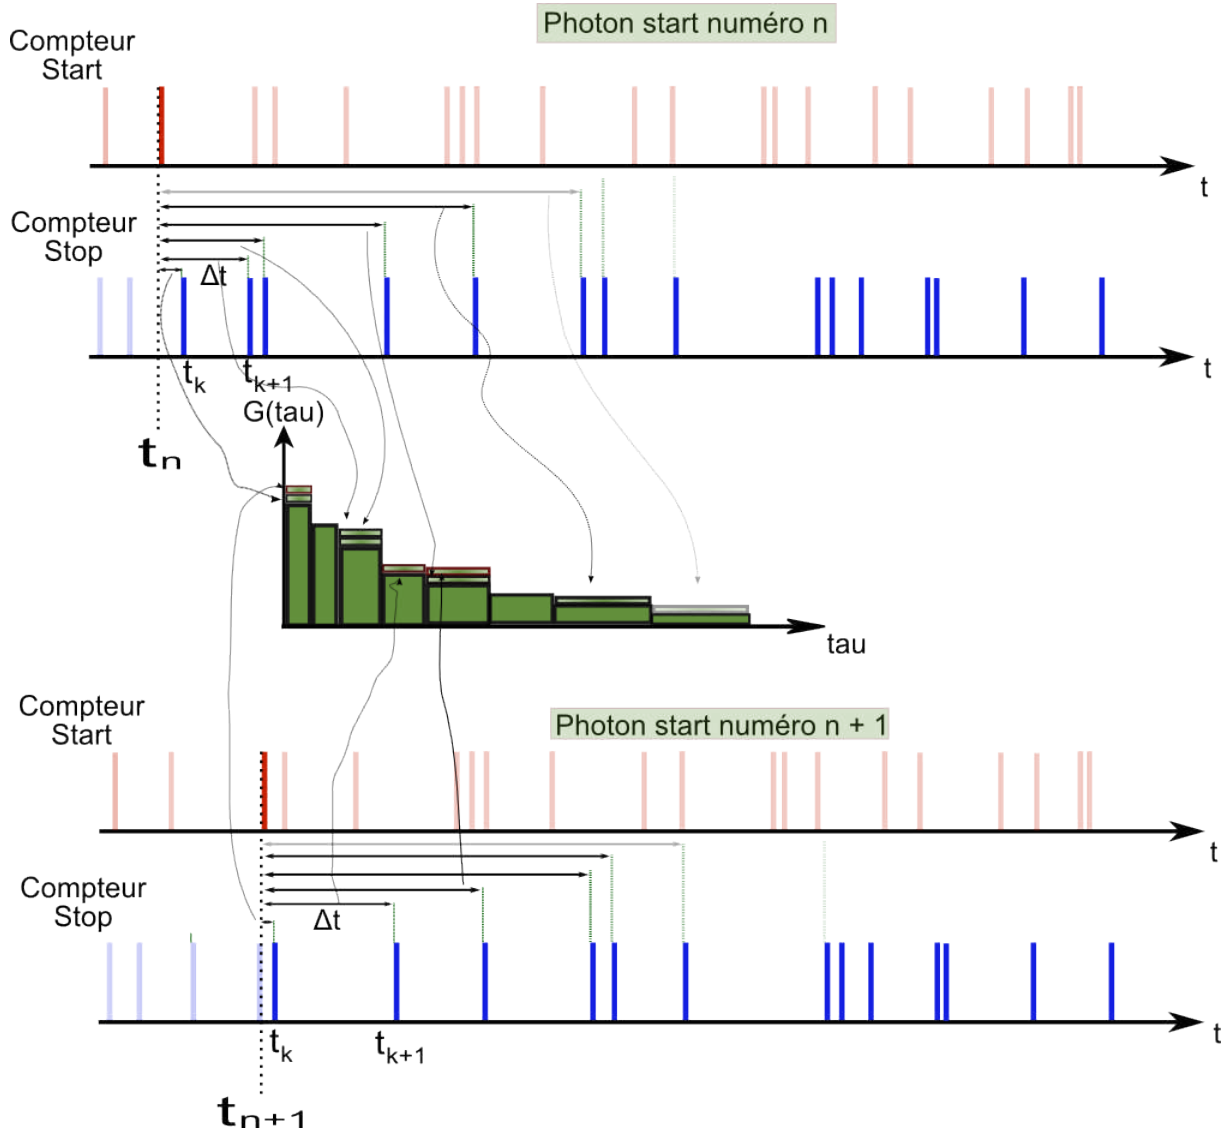 Photon start numéro n
Compteur
Start
t
Compteur
Stop
Δt
t
tk
tk+1
G(tau)
tn
tau
Compteur
Start
Photon start numéro n + 1
t
Compteur
Stop
Δt
t
tk
tk+1
tn+1